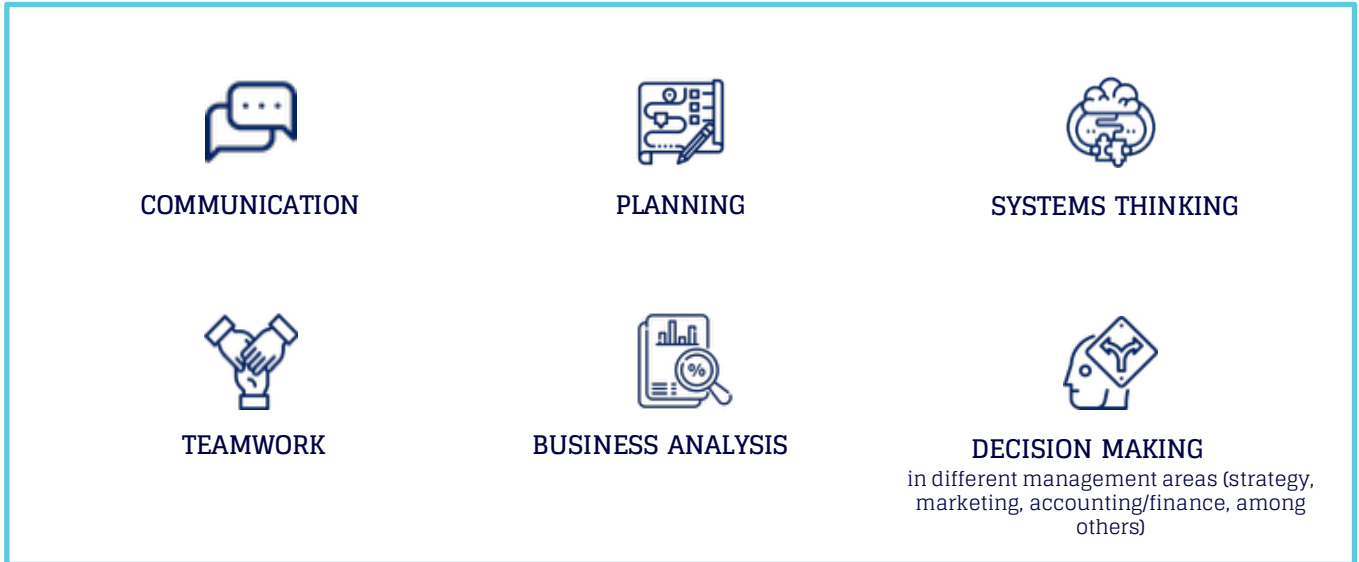 COMMUNICATION
PLANNING
SYSTEMS THINKING
TEAMWORK
BUSINESS ANALYSIS
%
DECISION MAKING
in different management areas (strategy,
marketing, accounting/finance, among
others)